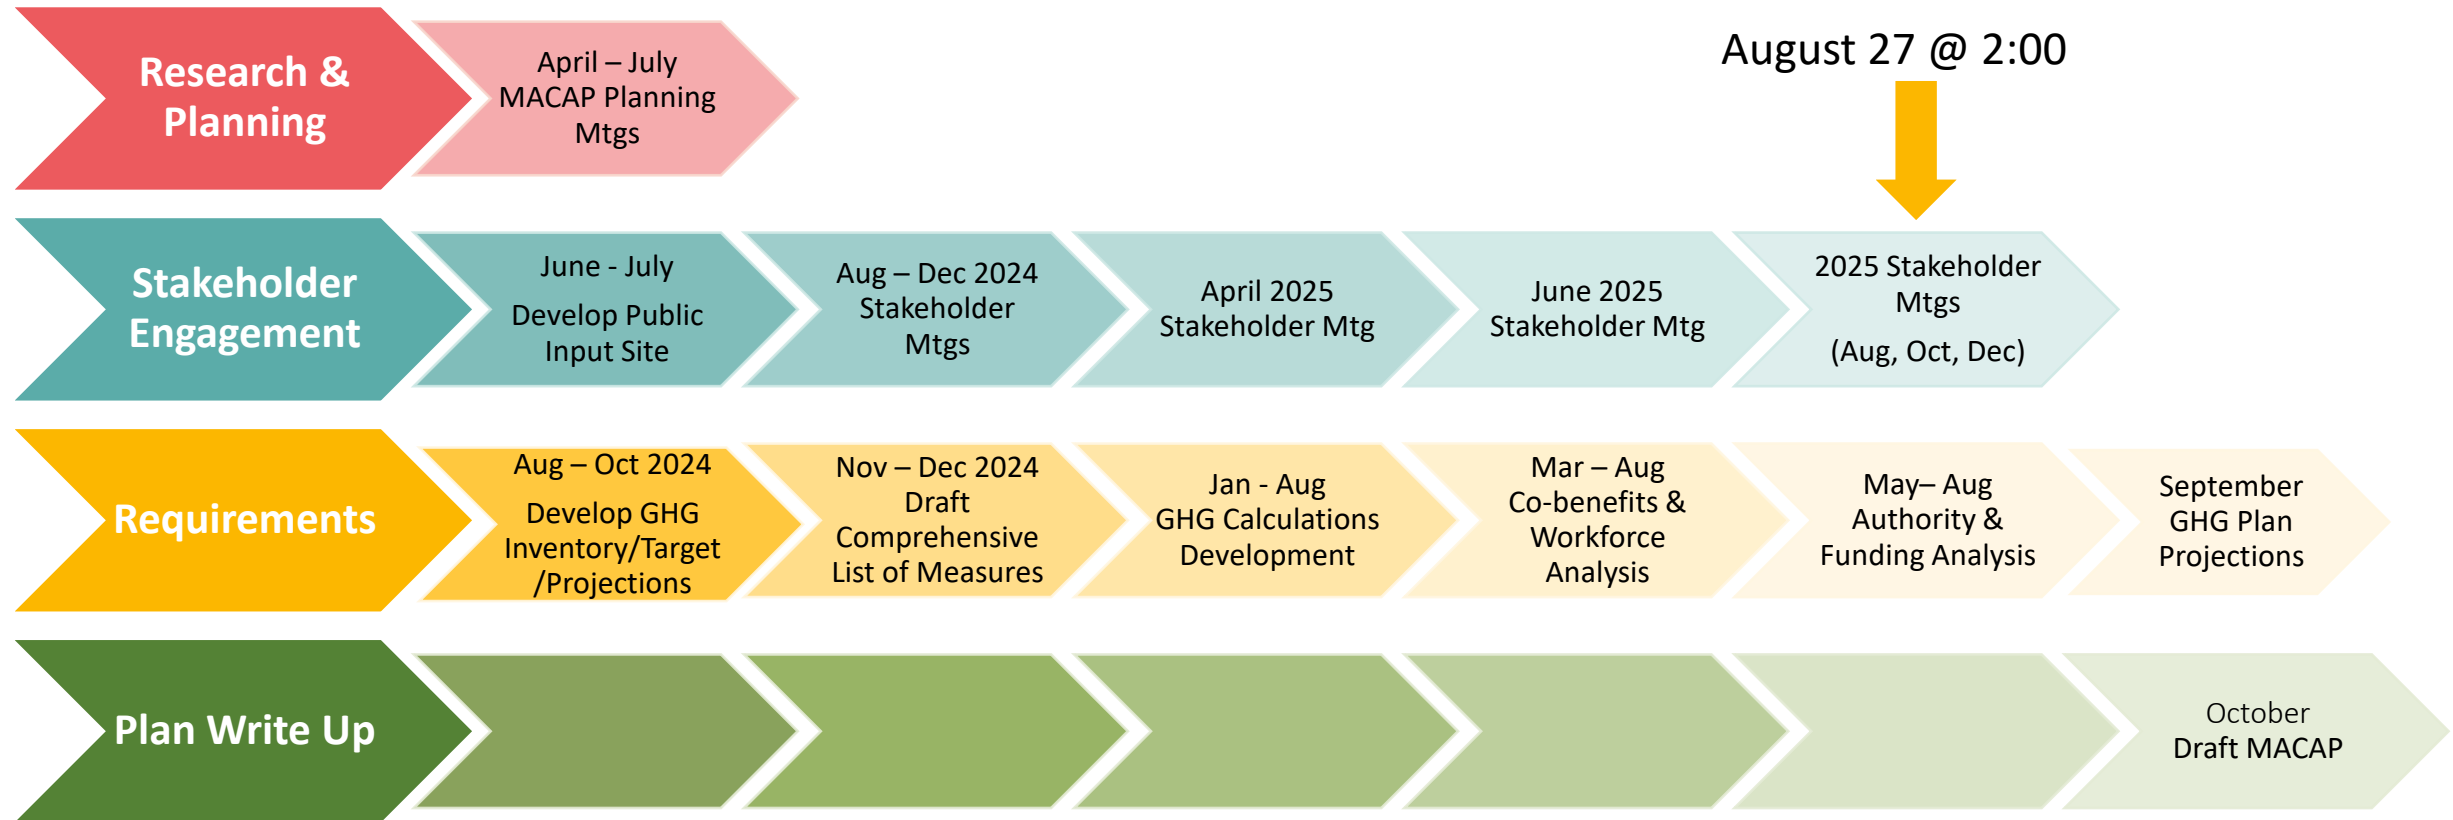 Research &
Planning
April – July
MACAP Planning
Mtgs
August 27 @ 2:00
Stakeholder
Engagement
June - July
Develop Public
Input Site
Aug – Dec 2024
Stakeholder
Mtgs
April 2025
Stakeholder Mtg
June 2025
Stakeholder Mtg
2025 Stakeholder
Mtgs
(Aug, Oct, Dec)
Requirements
Aug – Oct 2024
Develop GHG
Inventory/Target
/Projections
Nov – Dec 2024
Draft
Comprehensive
List of Measures
Jan - Aug
GHG Calculations
Development
Mar – Aug
Co-benefits &
Workforce
Analysis
May– Aug
Authority &
Funding Analysis
September
GHG Plan
Projections
Plan Write Up
October
Draft MACAP